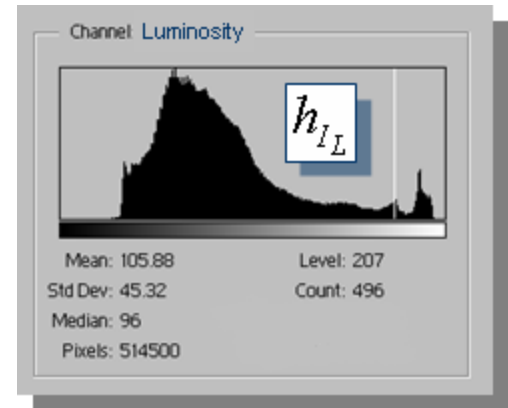 Channel: Luminosity
h_{I_L}
Mean: 105.88
Level: 207
Std Dev: 45.32
Count: 496
Median: 96
Pixels: 514500